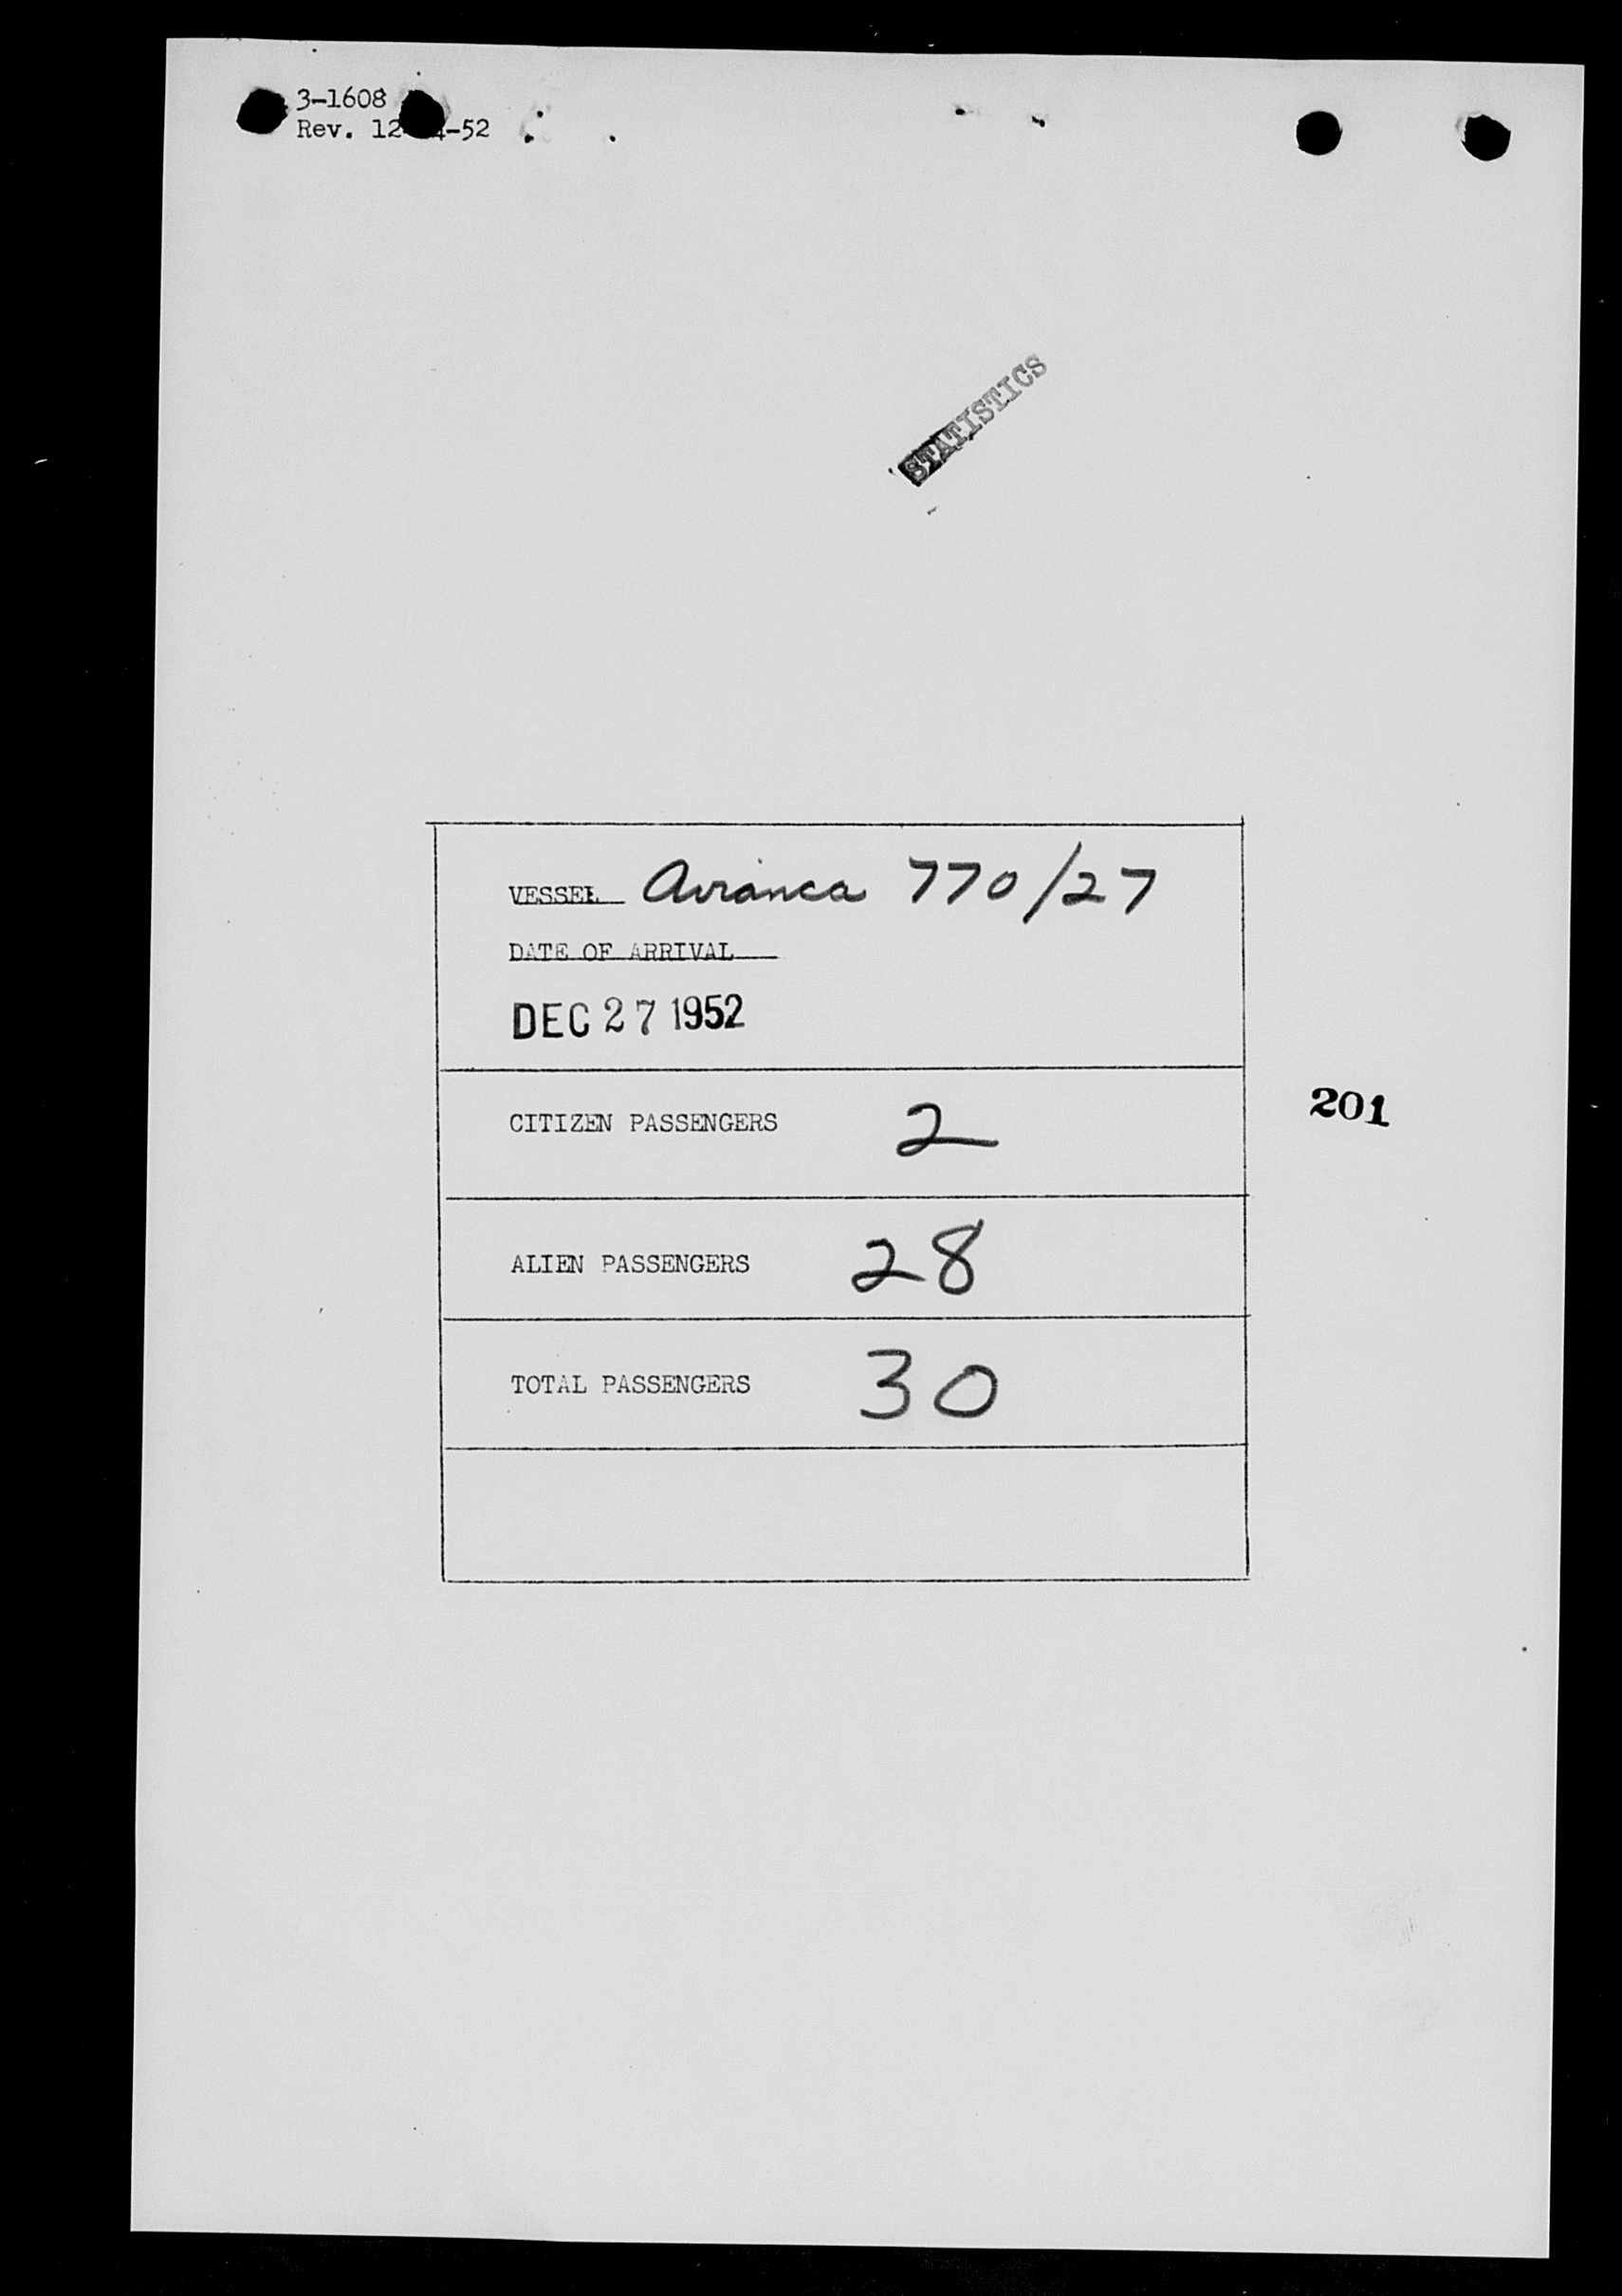 3-1608
Rev. 12 4-52
STATISTICS
VESSEL Avianca 770/27
DATE OF ARRIVAL
DEC 27 1952
CITIZEN PASSENGERS 2
201
ALIEN PASSENGERS 28
TOTAL PASSENGERS 30